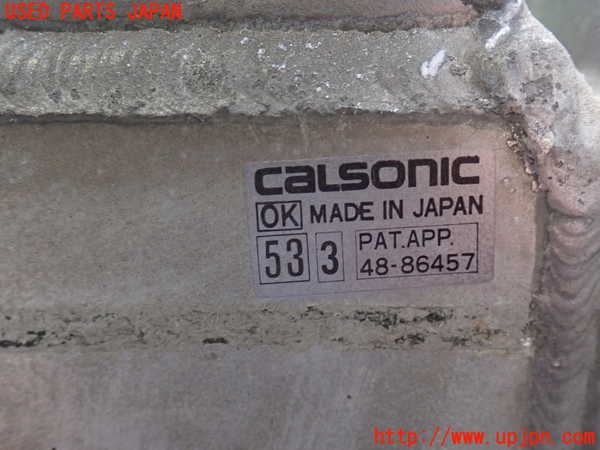 USED PARTS JAPAN
CALSONIC
OK MADE IN JAPAN
53 3 PAT.APP.
48-86457
http://www.upjpn.com/